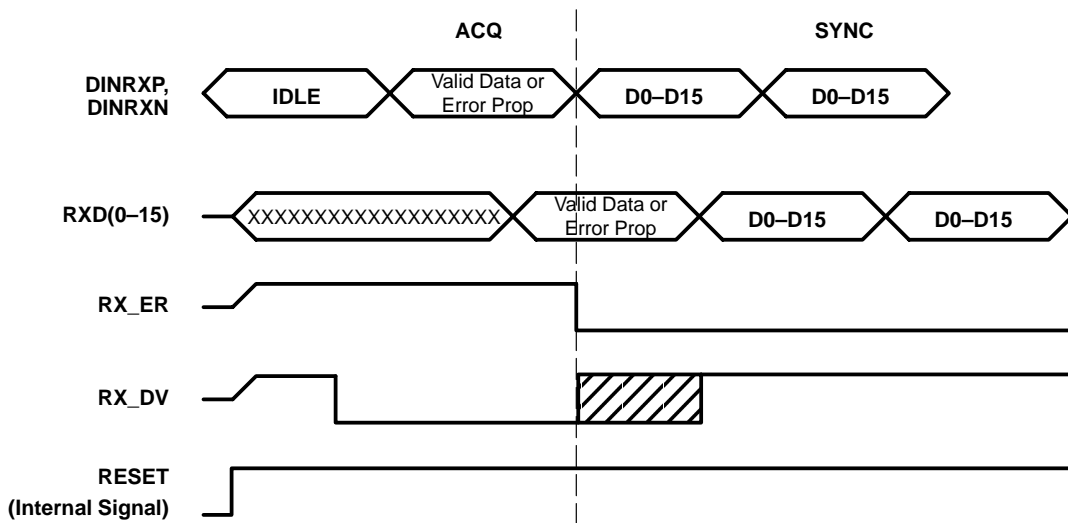 ACQ
SYNC
DINRXP,
DINRXN
IDLE
Valid Data or
Error Prop
D0–D15
D0–D15
RXD(0–15)
XXXXXXXXXXXXXXXXXXX
Valid Data or
Error Prop
D0–D15
D0–D15
RX_ER
RX_DV
RESET
(Internal Signal)